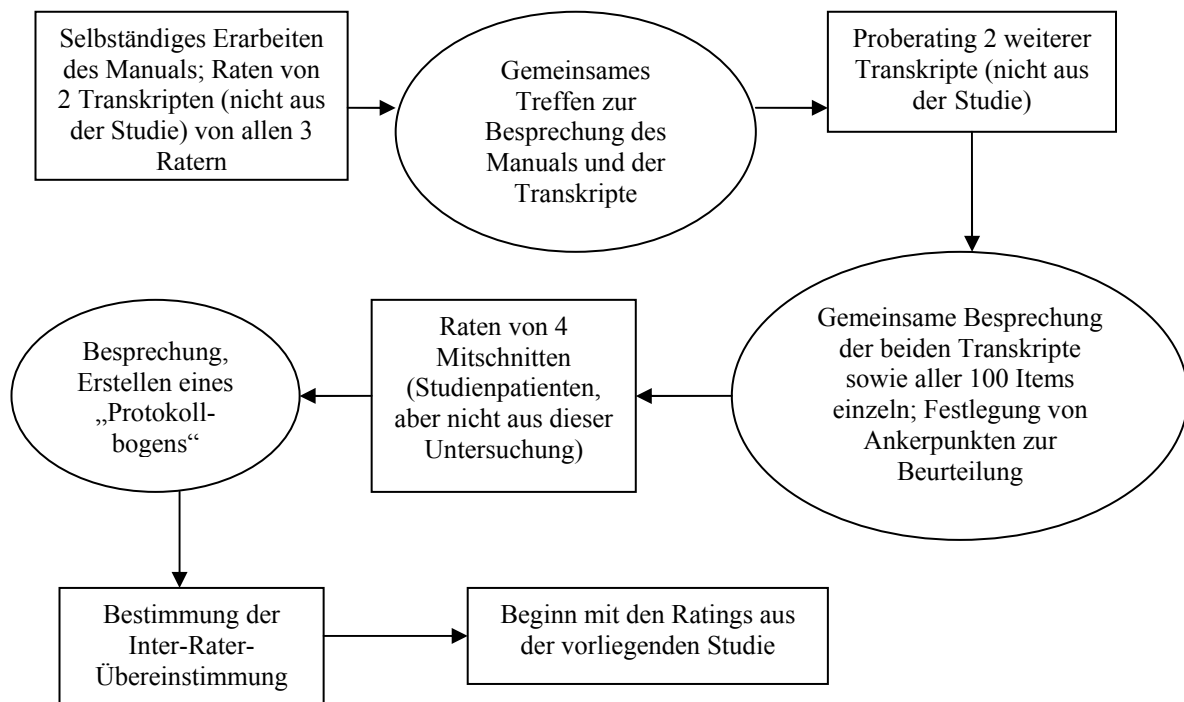 Selbständiges Erarbeiten
des Manuals; Raten von
2 Transkripten (nicht aus
der Studie) von allen 3
Ratern
Gemeinsames
Treffen zur
Besprechung des
Manuals und der
Transkripte
Proberating 2 weiterer
Transkripte (nicht aus
der Studie)
Gemeinsame Besprechung
der beiden Transkripte
sowie aller 100 Items
einzeln; Festlegung von
Ankerpunkten zur
Beurteilung
Raten von 4
Mitschnitten
(Studienpatienten,
aber nicht aus dieser
Untersuchung)
Besprechung,
Erstellen eines
„Protokoll-
bogens“
Bestimmung der
Inter-Rater-
Übereinstimmung
Beginn mit den Ratings aus
der vorliegenden Studie